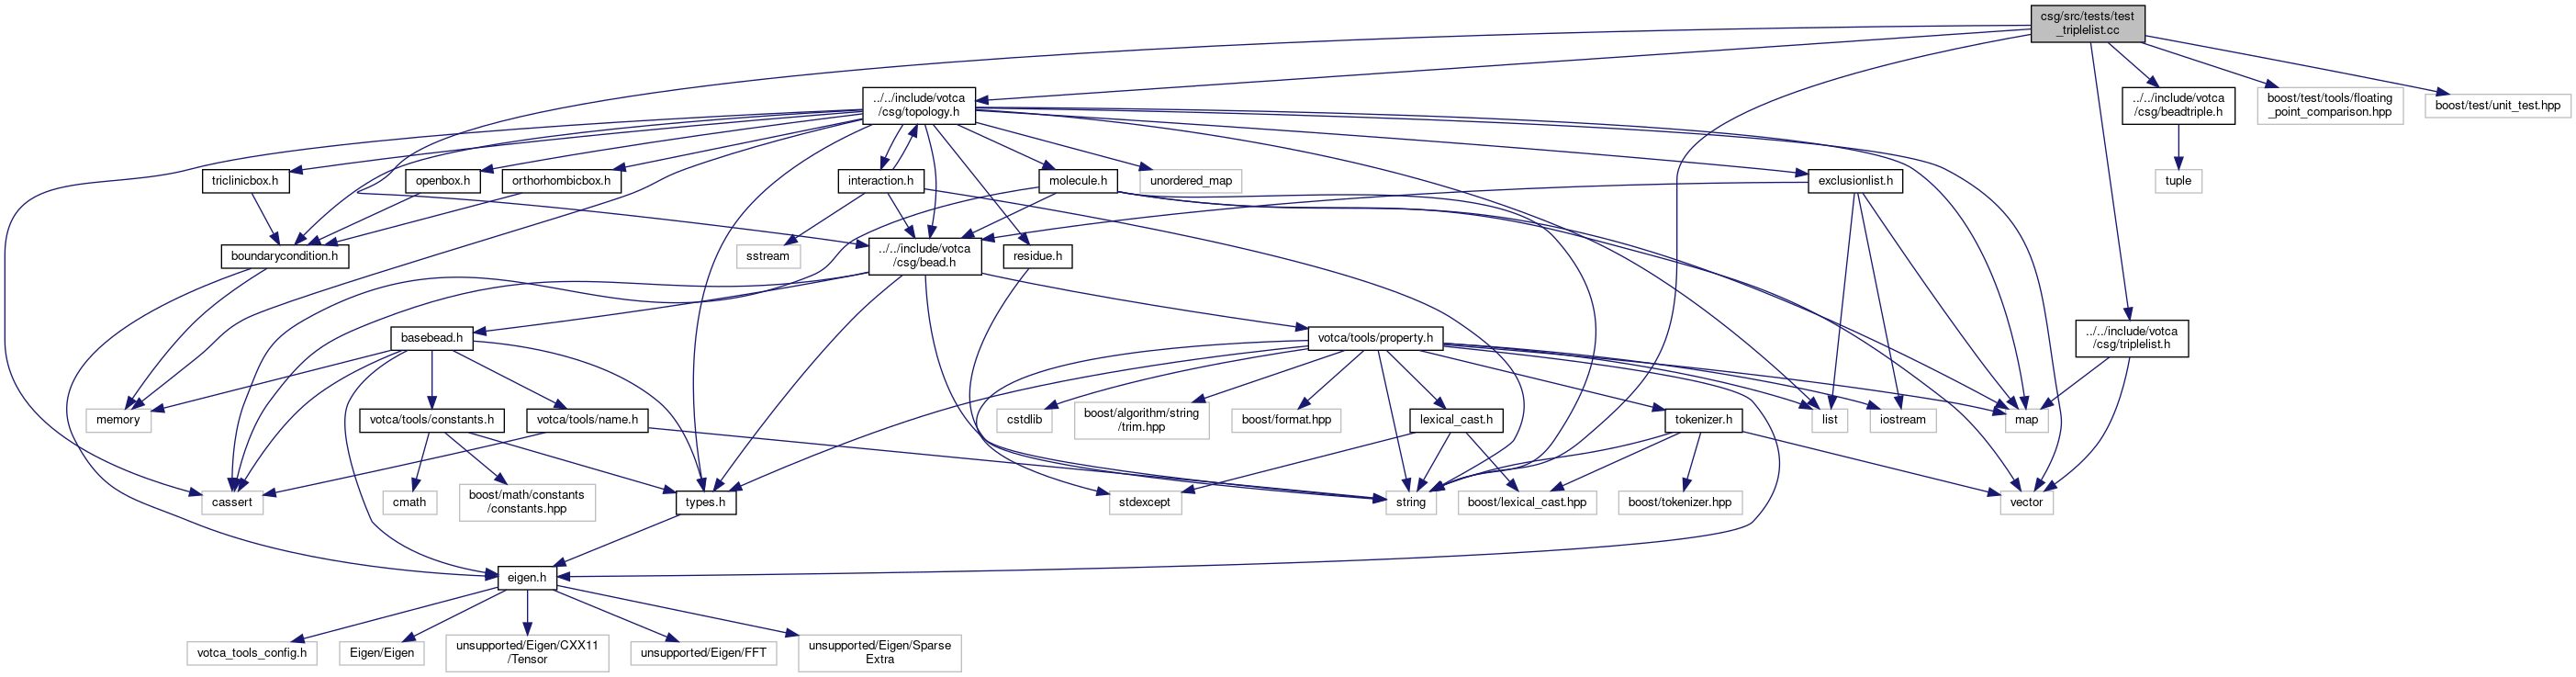 csg/src/tests/test
_triplelist.cc
../../include/votca
/csg/topology.h
../../include/votca
/csg/beadtriple.h
boost/test/tools/floating
_point_comparison.hpp
boost/test/unit_test.hpp
triclinicbox.h
openbox.h
orthorhombicbox.h
interaction.h
molecule.h
unordered_map
exclusionlist.h
tuple
boundarycondition.h
sstream
../../include/votca
/csg/bead.h
residue.h
basebead.h
votca/tools/property.h
../../include/votca
/csg/triplelist.h
memory
votca/tools/constants.h
votca/tools/name.h
cstdlib
boost/algorithm/string
/trim.hpp
boost/format.hpp
lexical_cast.h
tokenizer.h
list
iostream
map
cassert
cmath
boost/math/constants
/constants.hpp
types.h
stdexcept
string
boost/lexical_cast.hpp
boost/tokenizer.hpp
vector
eigen.h
votca_tools_config.h
Eigen/Eigen
unsupported/Eigen/CXX11
/Tensor
unsupported/Eigen/FFT
unsupported/Eigen/Sparse
Extra